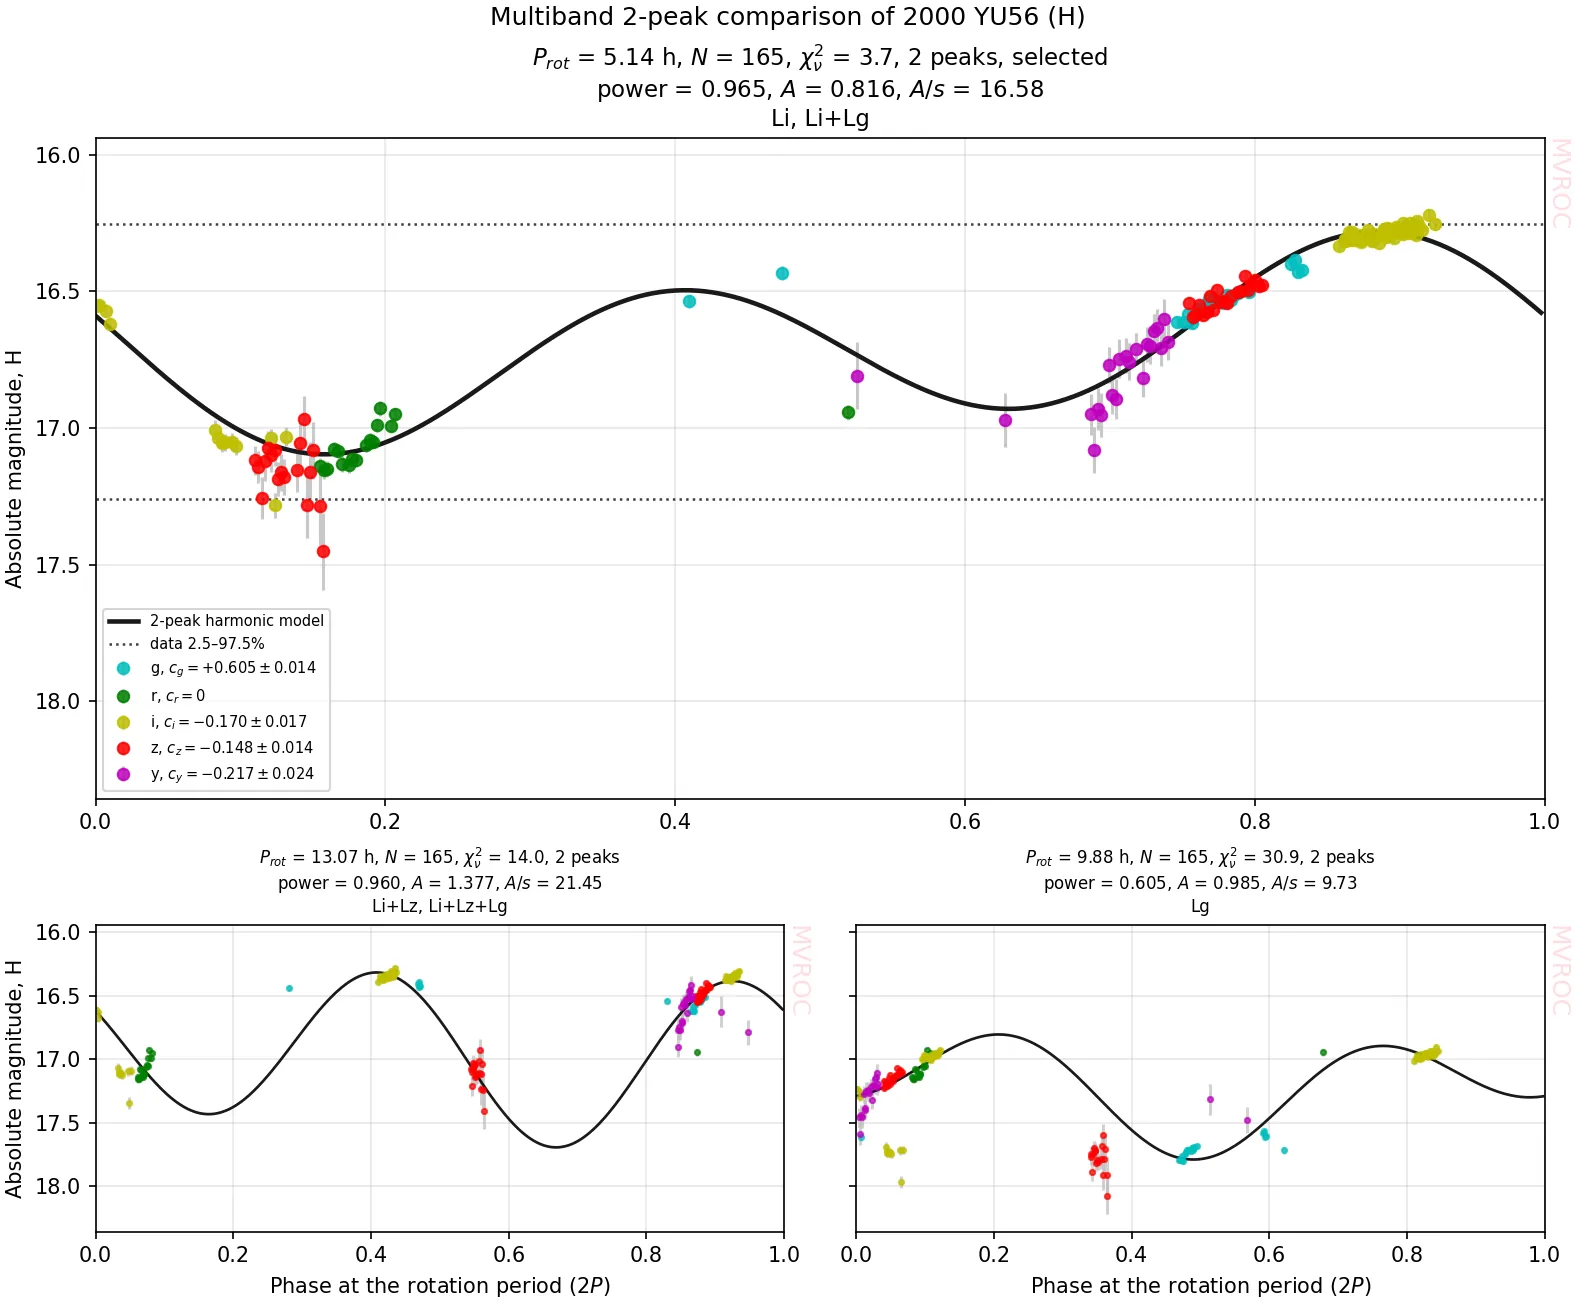 Multiband 2-peak comparison of 2000 YU56 (H)
P_rot = 5.14 h, N = 165, χ²_ν = 3.7, 2 peaks, selected
power = 0.965, A = 0.816, A/s = 16.58
Li, Li+Lg
16.0
16.5
17.0
17.5
18.0
Absolute magnitude, H
MVROC
2-peak harmonic model
data 2.5–97.5%
g, c_g = +0.605 ± 0.014
r, c_r = 0
i, c_i = −0.170 ± 0.017
z, c_z = −0.148 ± 0.014
y, c_y = −0.217 ± 0.024
0.0 0.2 0.4 0.6 0.8 1.0
P_rot = 13.07 h, N = 165, χ²_ν = 14.0, 2 peaks
power = 0.960, A = 1.377, A/s = 21.45
Li+Lz, Li+Lz+Lg
16.0
16.5
17.0
17.5
18.0
Absolute magnitude, H
MVROC
0.0 0.2 0.4 0.6 0.8 1.0
Phase at the rotation period (2P)
P_rot = 9.88 h, N = 165, χ²_ν = 30.9, 2 peaks
power = 0.605, A = 0.985, A/s = 9.73
Lg
MVROC
0.0 0.2 0.4 0.6 0.8 1.0
Phase at the rotation period (2P)